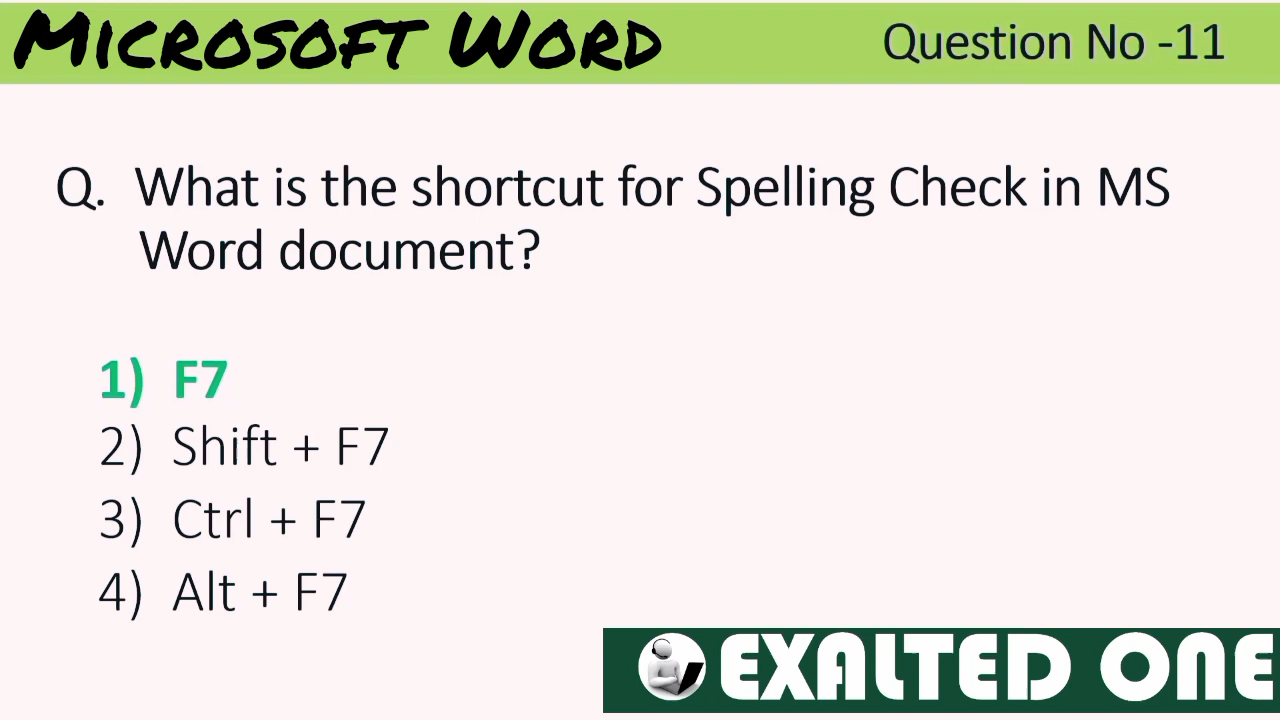 Microsoft Word
Question No -11
Q. What is the shortcut for Spelling Check in MS
Word document?
1) F7
2) Shift + F7
3) Ctrl + F7
4) Alt + F7
EXALTED ONE